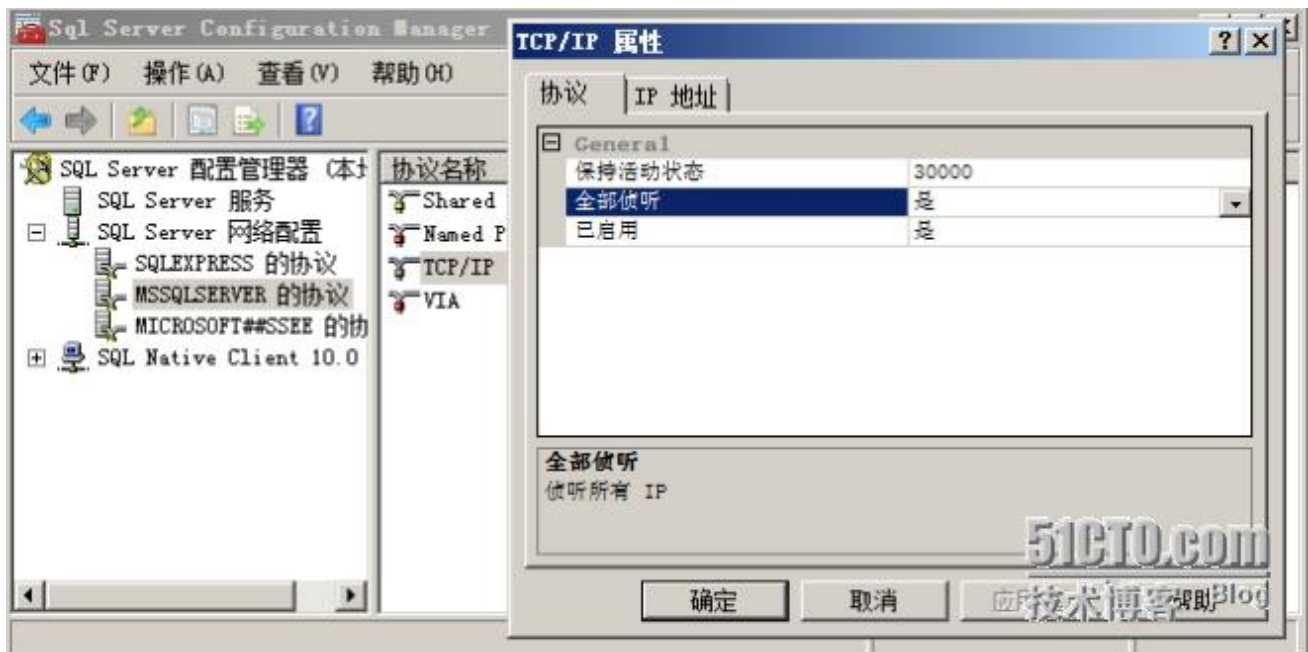 Sql Server Configuration Manager
文件(F) 操作(A) 查看(V) 帮助(H)
SQL Server 配置管理器 (本
SQL Server 服务
SQL Server 网络配置
SQLEXPRESS 的协议
MSSQLSERVER 的协议
MICROSOFT##SSEE 的协
SQL Native Client 10.0
协议名称
Shared
Named P
TCP/IP
VIA
TCP/IP 属性
协议
IP 地址
General
保持活动状态 30000
全部侦听 是
已启用 是
全部侦听
侦听所有 IP
确定
取消
51CTO.com
技术博客 Blog